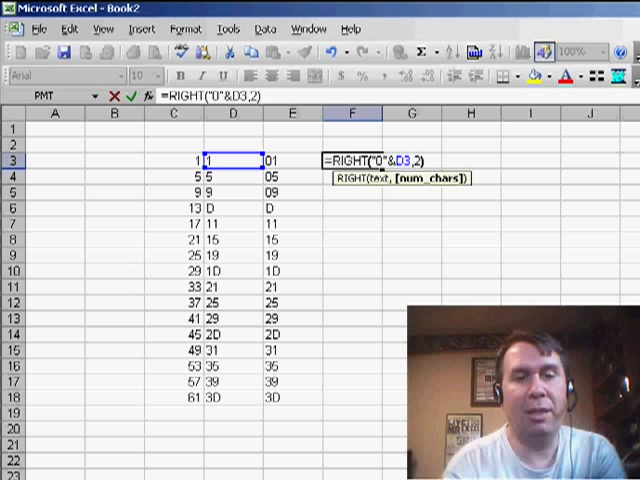 Microsoft Excel - Book2
File Edit View Insert Format Tools Data Window Help
Σ 100%
Arial 10 B I U $ % , A
PMT =RIGHT("0"&D3,2)
A B C D E F G H I J
1
2
3 1 1 01 =RIGHT("0"&D3,2)
4 5 5 05 RIGHT(text, [num_chars])
5 9 9 09
6 13 D D
7 17 11 11
8 21 15 15
9 25 19 19
10 29 1D 1D
11 33 21 21
12 37 25 25
13 41 29 29
14 45 2D 2D
15 49 31 31
16 53 35 35
17 57 39 39
18 61 3D 3D
19
20
21
22
23